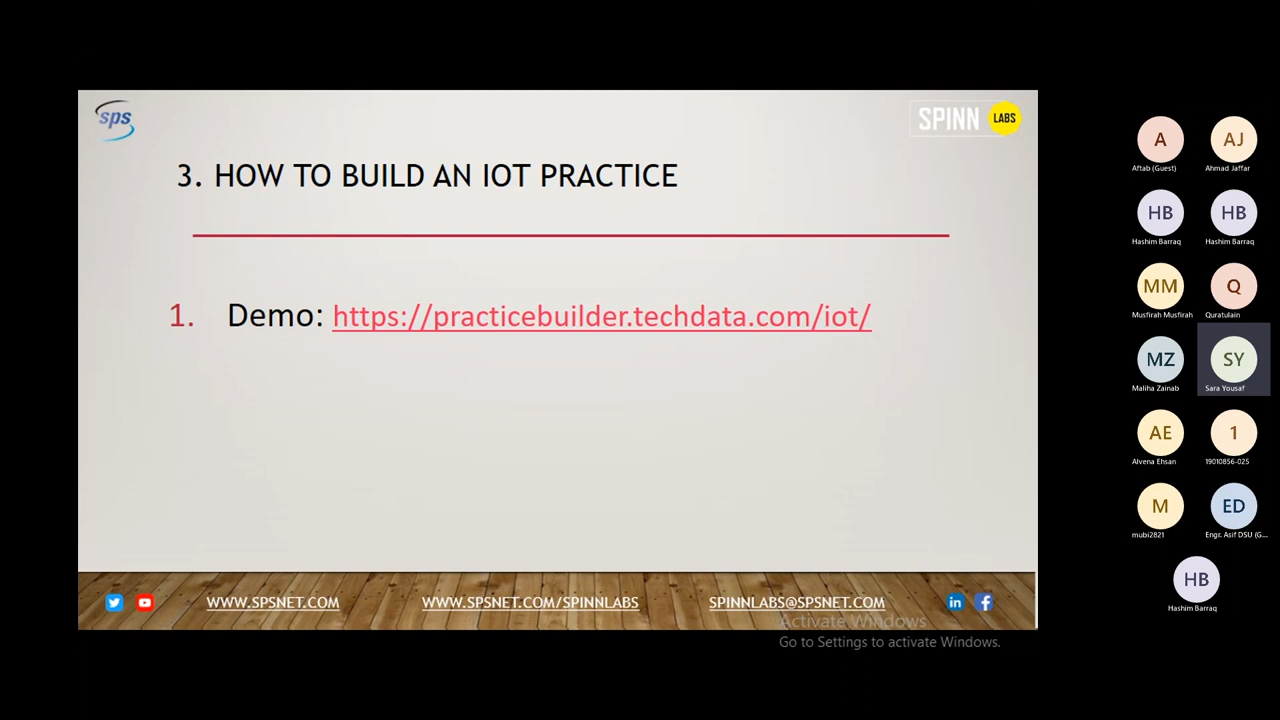 sps
SPINN LABS
3. HOW TO BUILD AN IOT PRACTICE
1. Demo: https://practicebuilder.techdata.com/iot/
WWW.SPSNET.COM
WWW.SPSNET.COM/SPINNLABS
SPINNLABS@SPSNET.COM
Activate Windows
Go to Settings to activate Windows.
A
Aftab (Guest)
AJ
Ahmad Jaffar
HB
Hashim Barraq
HB
Hashim Barraq
MM
Musfirah Musfirah
Q
Quratulain
MZ
Maliha Zainab
SY
Sara Yousaf
AE
Alvena Ehsan
1
19010856-025
M
mubi2821
ED
Engr. Asif DSU (G...
HB
Hashim Barraq